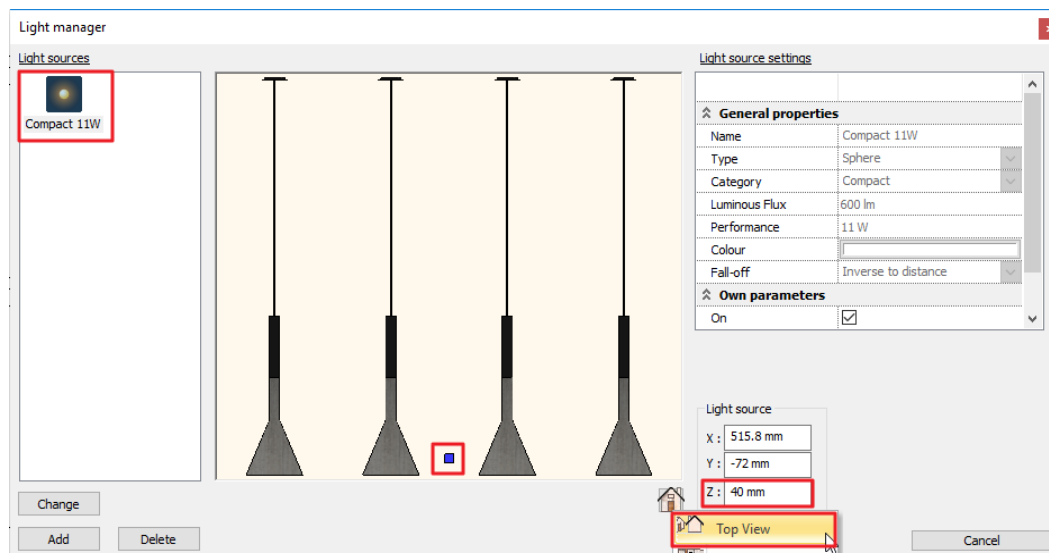 Light manager
Light sources
Compact 11W
Light source settings
General properties
Name Compact 11W
Type Sphere
Category Compact
Luminous Flux 600 lm
Performance 11 W
Colour
Fall-off Inverse to distance
Own parameters
On
Light source
X : 515.8 mm
Y : -72 mm
Z : 40 mm
Top View
Change
Add Delete
Cancel